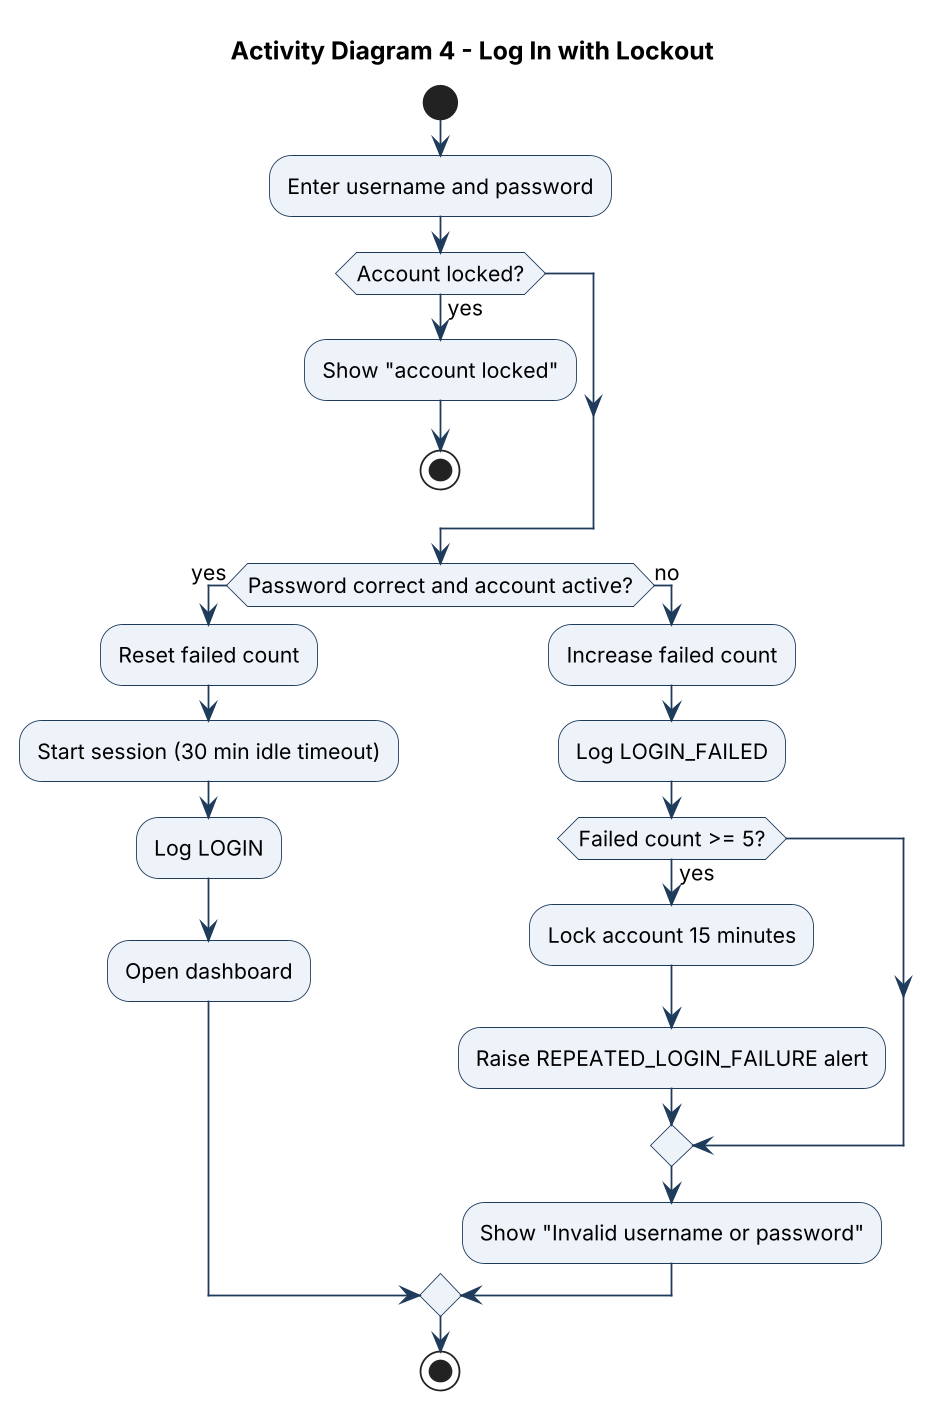 Activity Diagram 4 - Log In with Lockout
Enter username and password
Account locked?
yes
Show "account locked"
yes
Password correct and account active?
no
Reset failed count
Increase failed count
Start session (30 min idle timeout)
Log LOGIN_FAILED
Log LOGIN
Failed count >= 5?
yes
Lock account 15 minutes
Open dashboard
Raise REPEATED_LOGIN_FAILURE alert
Show "Invalid username or password"